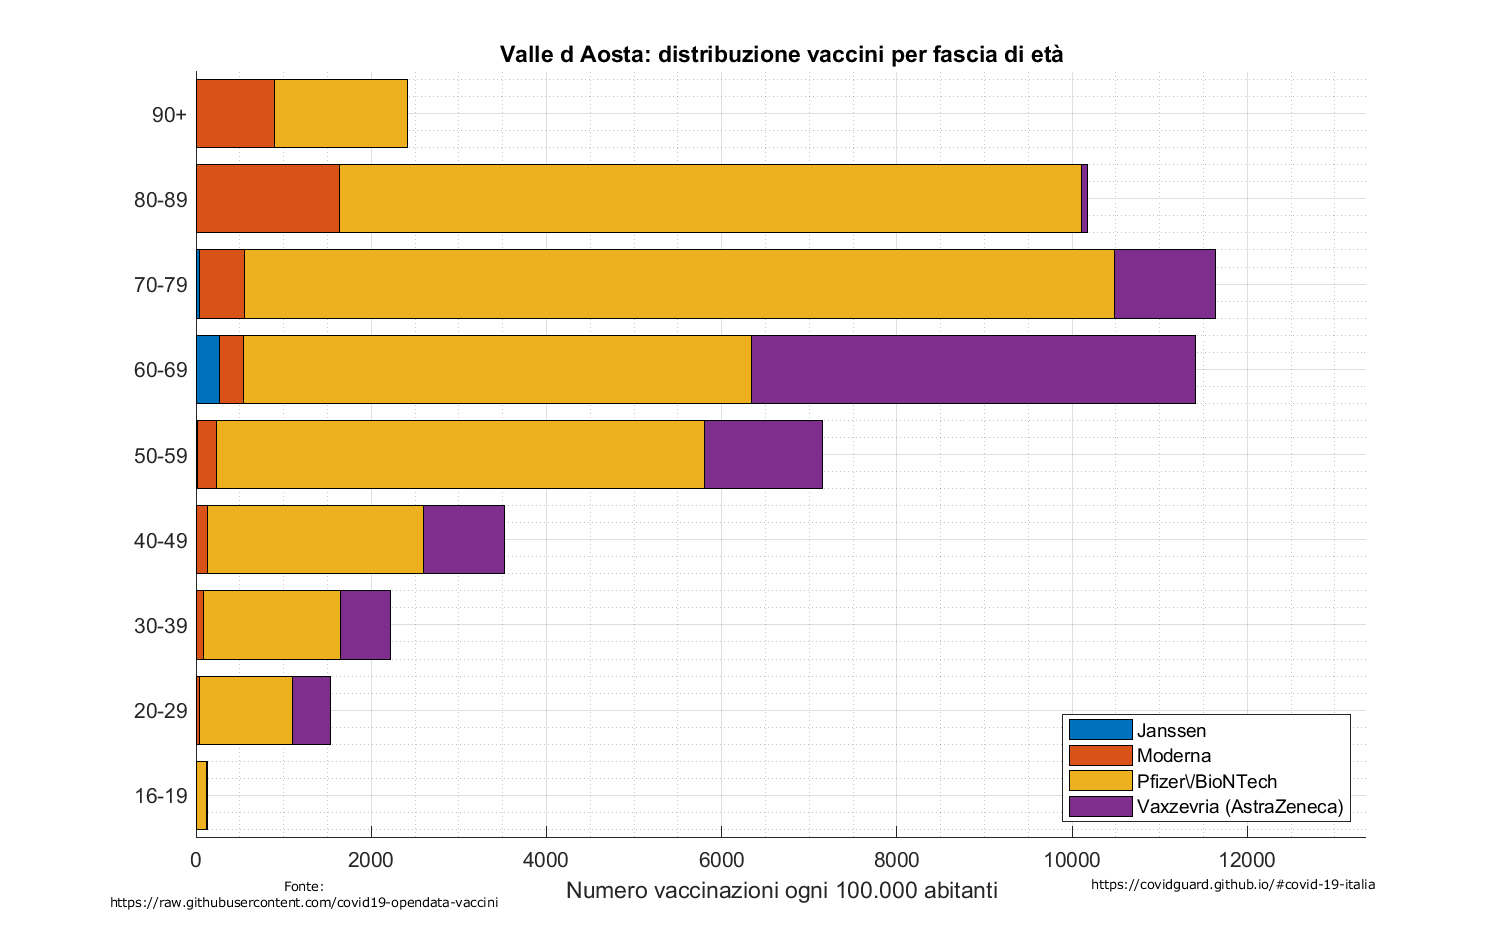 Valle d Aosta: distribuzione vaccini per fascia di età
90+
80-89
70-79
60-69
50-59
40-49
30-39
20-29
16-19
Janssen
Moderna
Pfizer\/BioNTech
Vaxzevria (AstraZeneca)
0 2000 4000 6000 8000 10000 12000
Numero vaccinazioni ogni 100.000 abitanti
Fonte:
https://raw.githubusercontent.com/covid19-opendata-vaccini
https://covidguard.github.io/#covid-19-italia